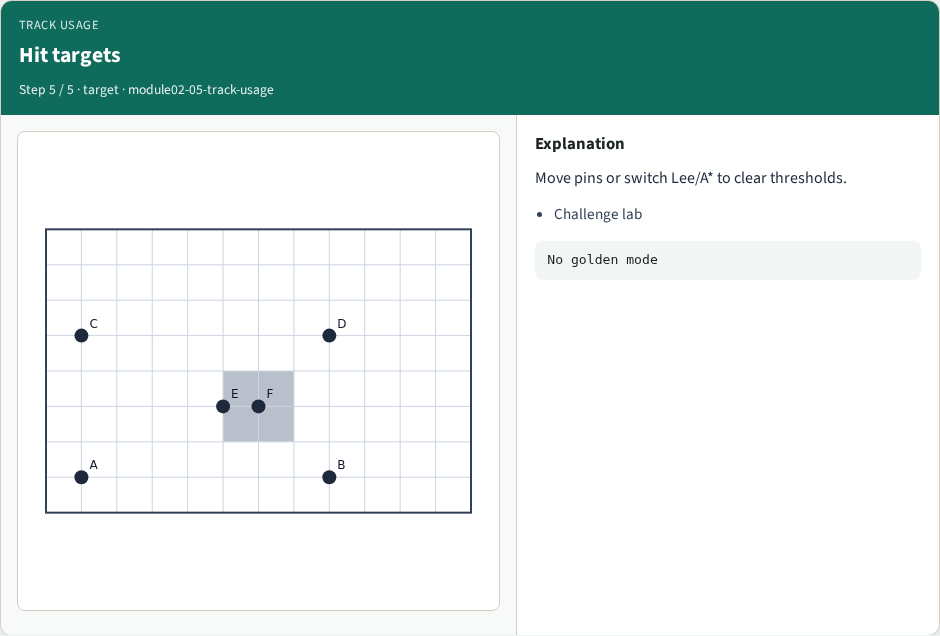 TRACK USAGE
Hit targets
Step 5 / 5 · target · module02-05-track-usage
C
D
E
F
A
B
Explanation
Move pins or switch Lee/A* to clear thresholds.
• Challenge lab
No golden mode